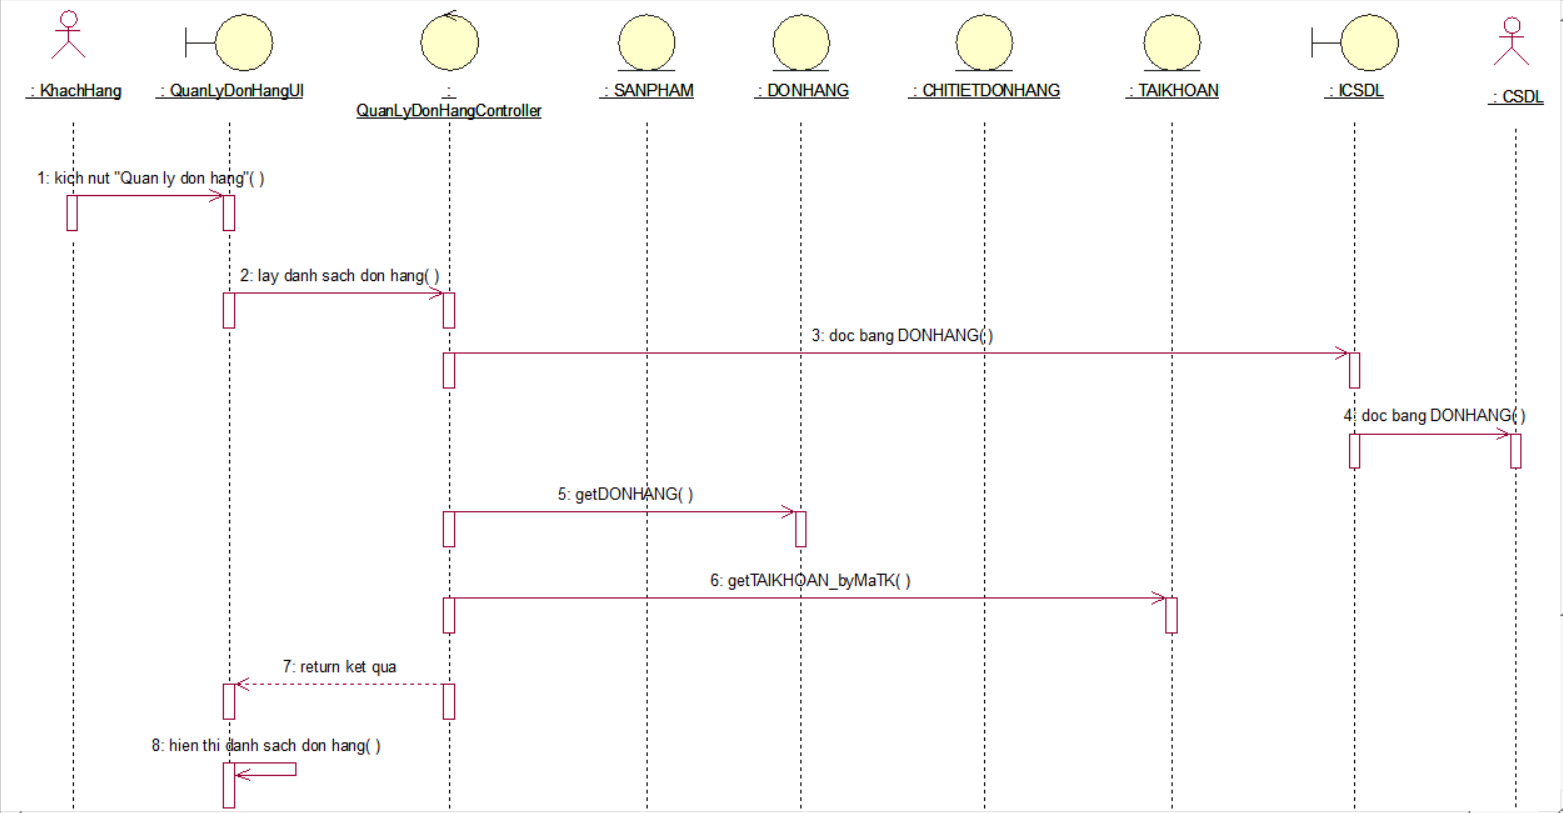 : KhachHang
: QuanLyDonHangUI
:
QuanLyDonHangController
: SANPHAM
: DONHANG
: CHITIETDONHANG
: TAIKHOAN
: ICSDL
: CSDL
1: kich nut "Quan ly don hang"( )
2: lay danh sach don hang( )
3: doc bang DONHANG( )
4: doc bang DONHANG( )
5: getDONHANG( )
6: getTAIKHOAN_byMaTK( )
7: return ket qua
8: hien thi danh sach don hang( )